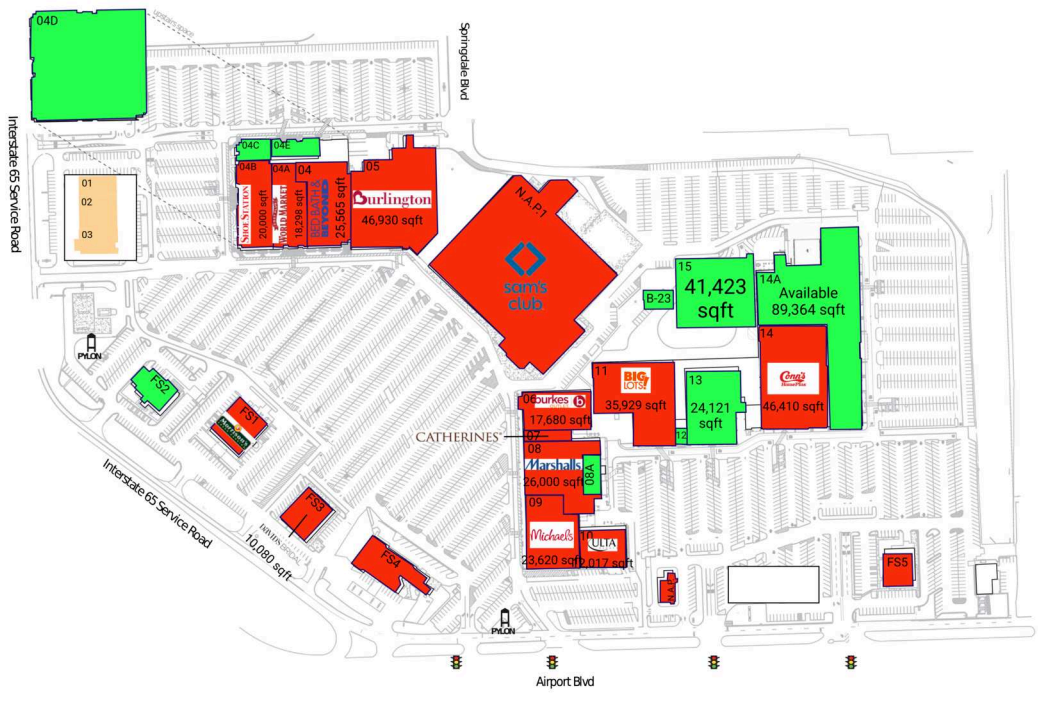 04D
upstairs space
Springdale Blvd
Interstate 65 Service Road
01
02
03
04C
04E
04B
SHOE STATION
20,000 sqft
04A
WORLD MARKET
18,298 sqft
04
BED BATH &
BEYOND
25,565 sqft
05
Burlington
46,930 sqft
N.A.P.1
sam's
club
15
41,423
sqft
B-23
14A
Available
89,364 sqft
14
Conn's
HomePlus
46,410 sqft
11
BIG
LOTS!
35,929 sqft
13
24,121
sqft
12
06
burkes b
17,680 sqft
CATHERINES
07
08
Marshalls
26,000 sqft
08A
09
Michaels
23,620 sqft
10
ULTA
12,017 sqft
PYLON
FS2
FS1
FS3
10,080 sqft
FS4
Interstate 65 Service Road
N.A.P.
FS5
PYLON
Airport Blvd